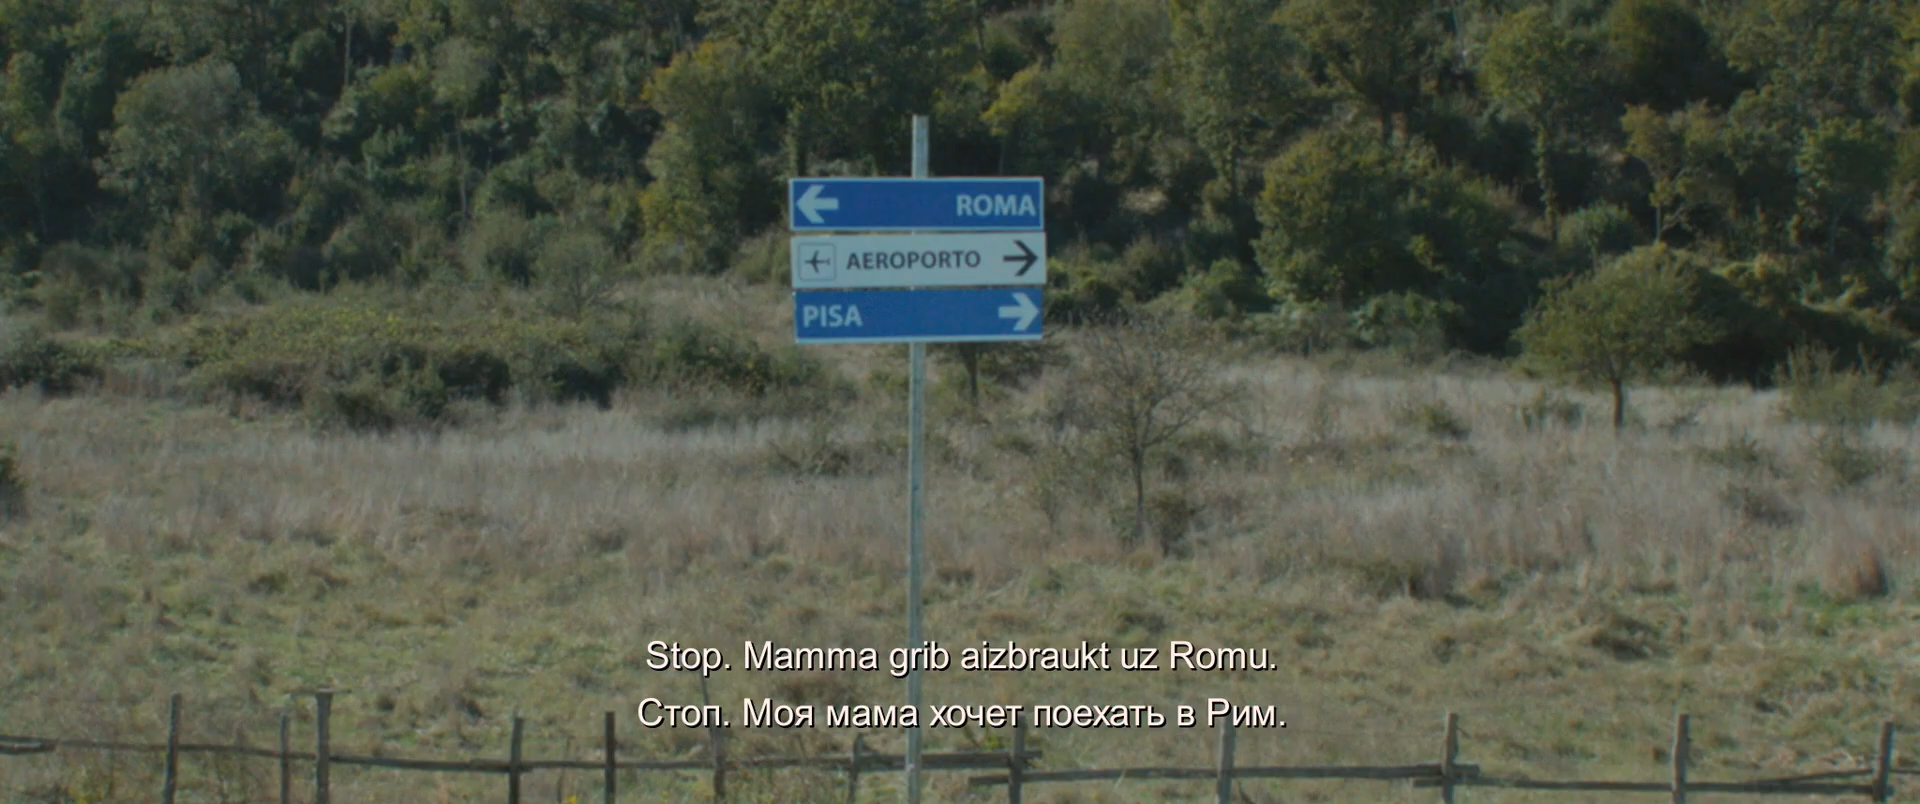 ROMA
AEROPORTO
PISA
Stop. Mamma grib aizbraukt uz Romu.
Стоп. Моя мама хочет поехать в Рим.